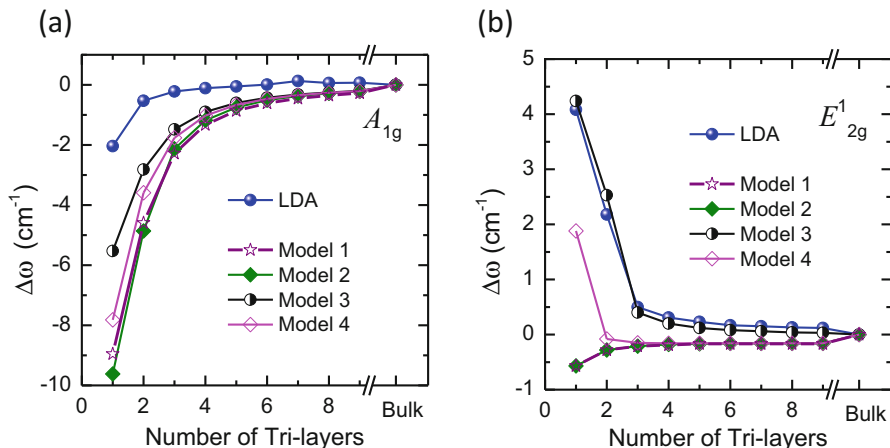 (a)
0
-2
-4
-6
-8
-10
Δω (cm⁻¹)
A1g
LDA
Model 1
Model 2
Model 3
Model 4
0 2 4 6 8 Bulk
Number of Tri-layers
(b)
5
4
3
2
1
0
-1
Δω (cm⁻¹)
E¹2g
LDA
Model 1
Model 2
Model 3
Model 4
0 2 4 6 8 Bulk
Number of Tri-layers